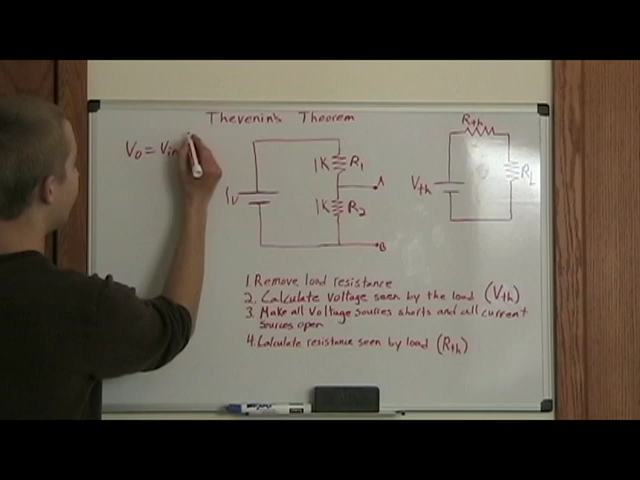 Thevenin's Theorem
Vo = Vin
1V
1K R1
1K R2
A
B
Rth
Vth
RL
1. Remove load resistance
2. Calculate Voltage seen by the load (Vth)
3. Make all Voltage sources shorts and all current
sources open
4. Calculate resistance seen by load (Rth)